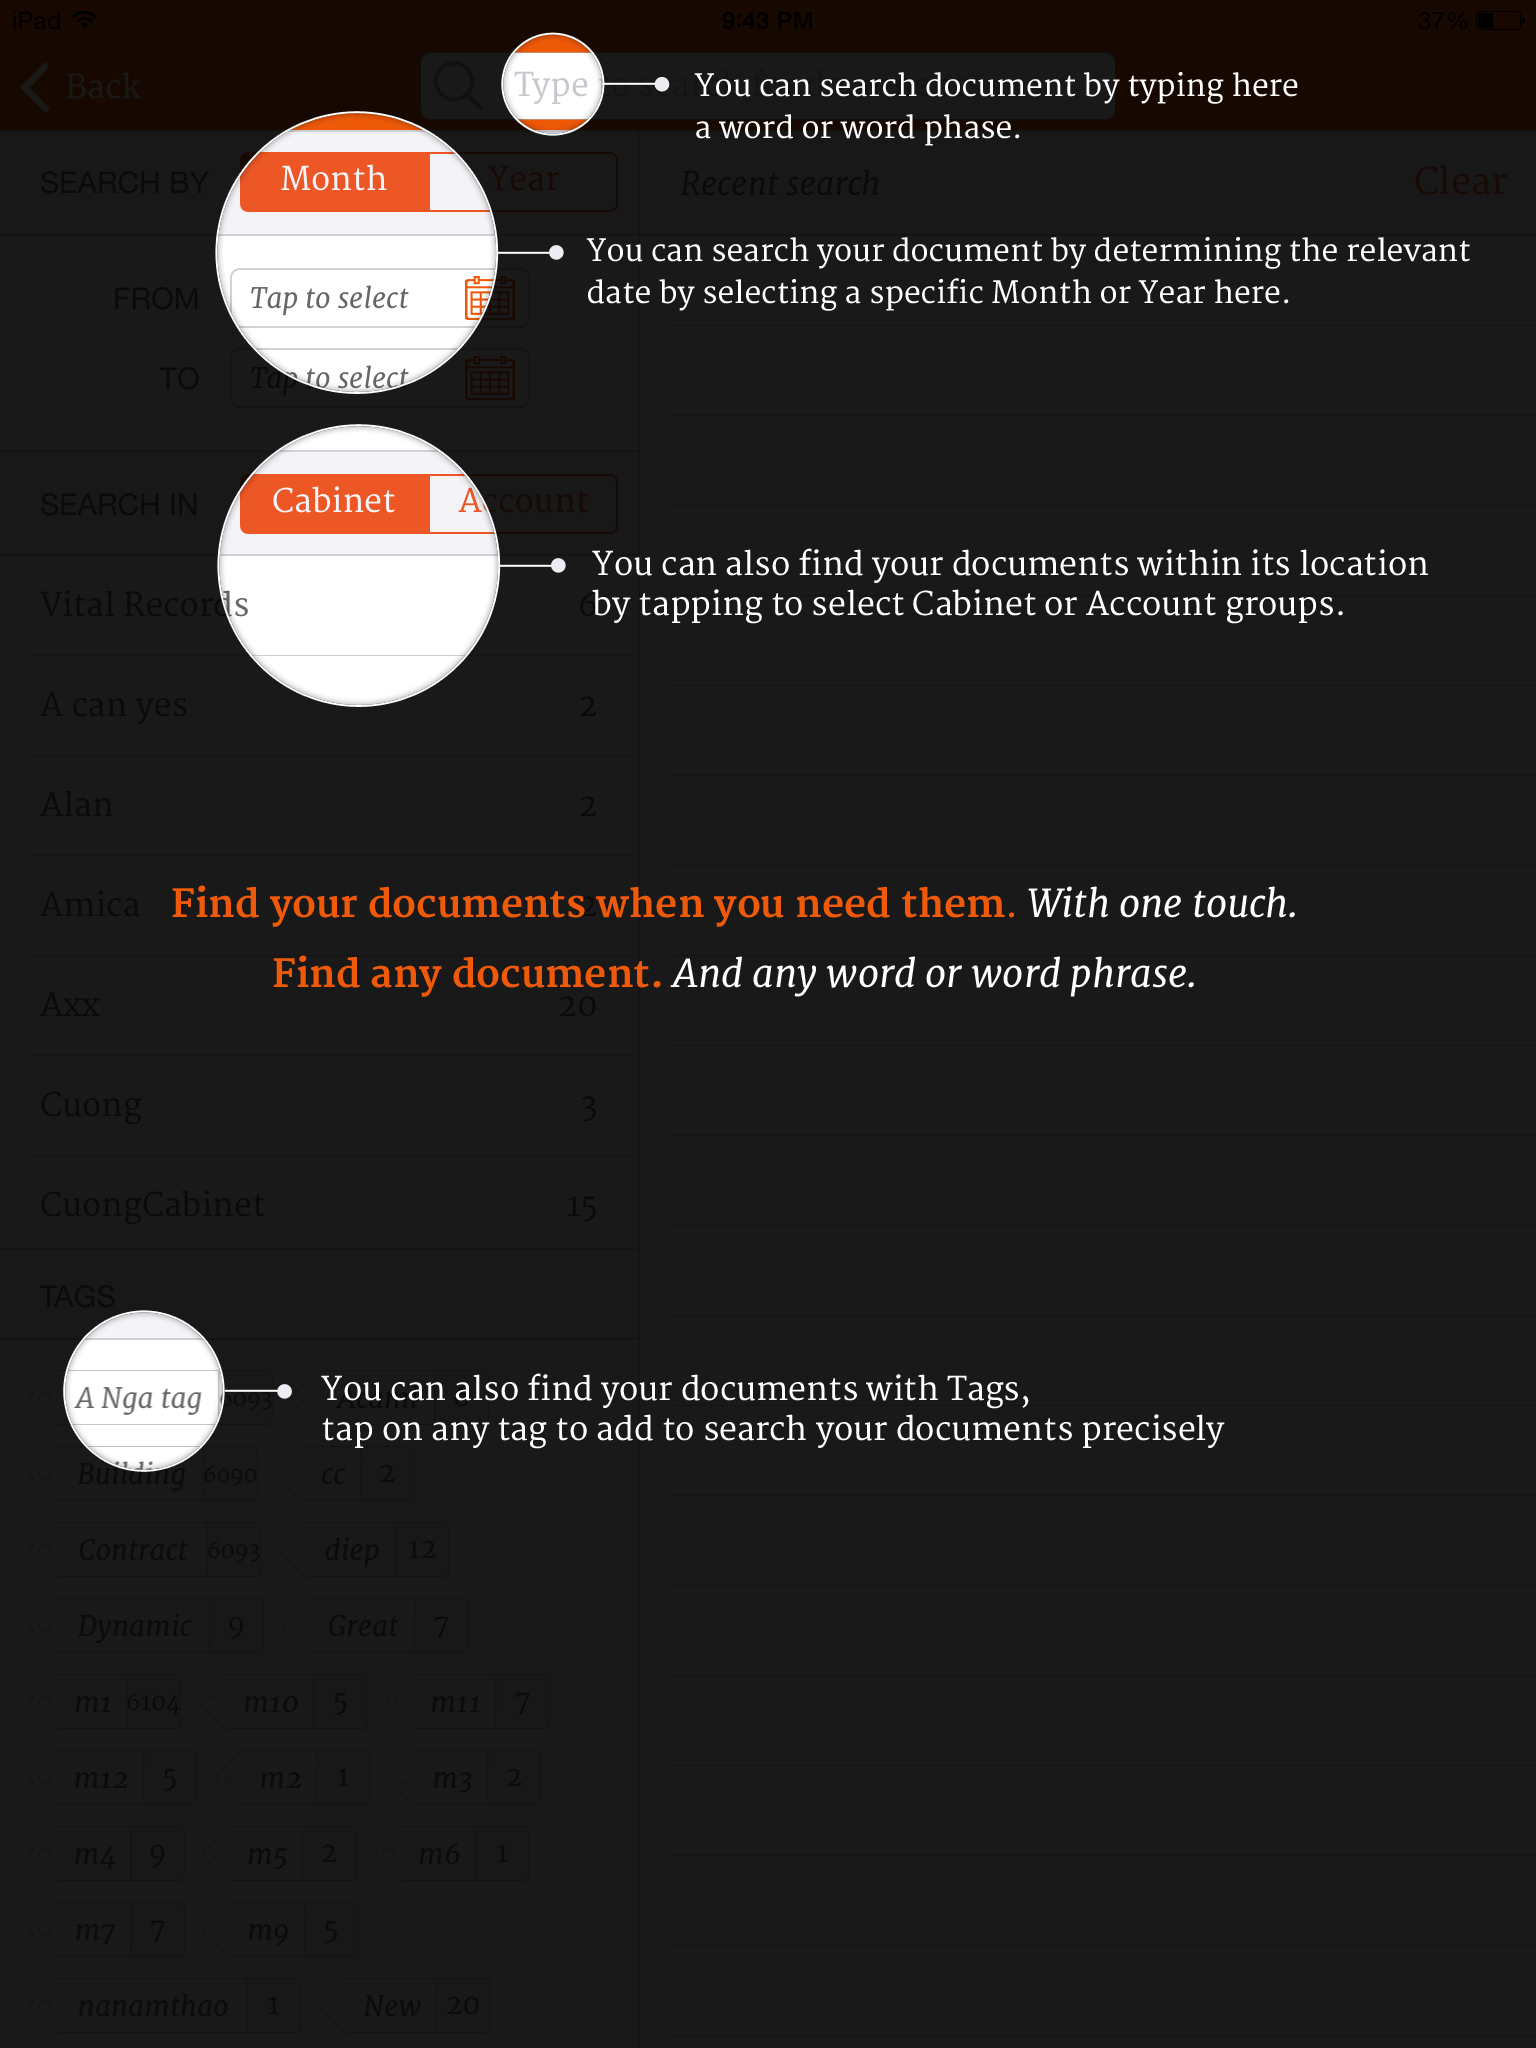 iPad 9:43 PM 37%
Back
Type
You can search document by typing here
a word or word phase.
SEARCH BY Month Year
Recent search Clear
You can search your document by determining the relevant
date by selecting a specific Month or Year here.
FROM Tap to select
TO Tap to select
SEARCH IN Cabinet Account
You can also find your documents within its location
by tapping to select Cabinet or Account groups.
Vital Records 6
A can yes 2
Alan 2
Amica 2
Find your documents when you need them. With one touch.
Find any document. And any word or word phrase.
Axx 20
Cuong 3
CuongCabinet 15
TAGS
A Nga tag 6093
You can also find your documents with Tags,
tap on any tag to add to search your documents precisely
Building 6090 cc 2
Contract 6093 diep 12
Dynamic 9 Great 7
m1 6104 m10 5 m11 7
m12 5 m2 1 m3 2
m4 9 m5 2 m6 1
m7 7 m9 5
nanamthao 1 New 20